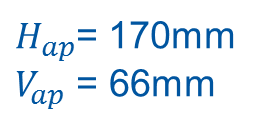 H_ap= 170mm
V_ap = 66mm